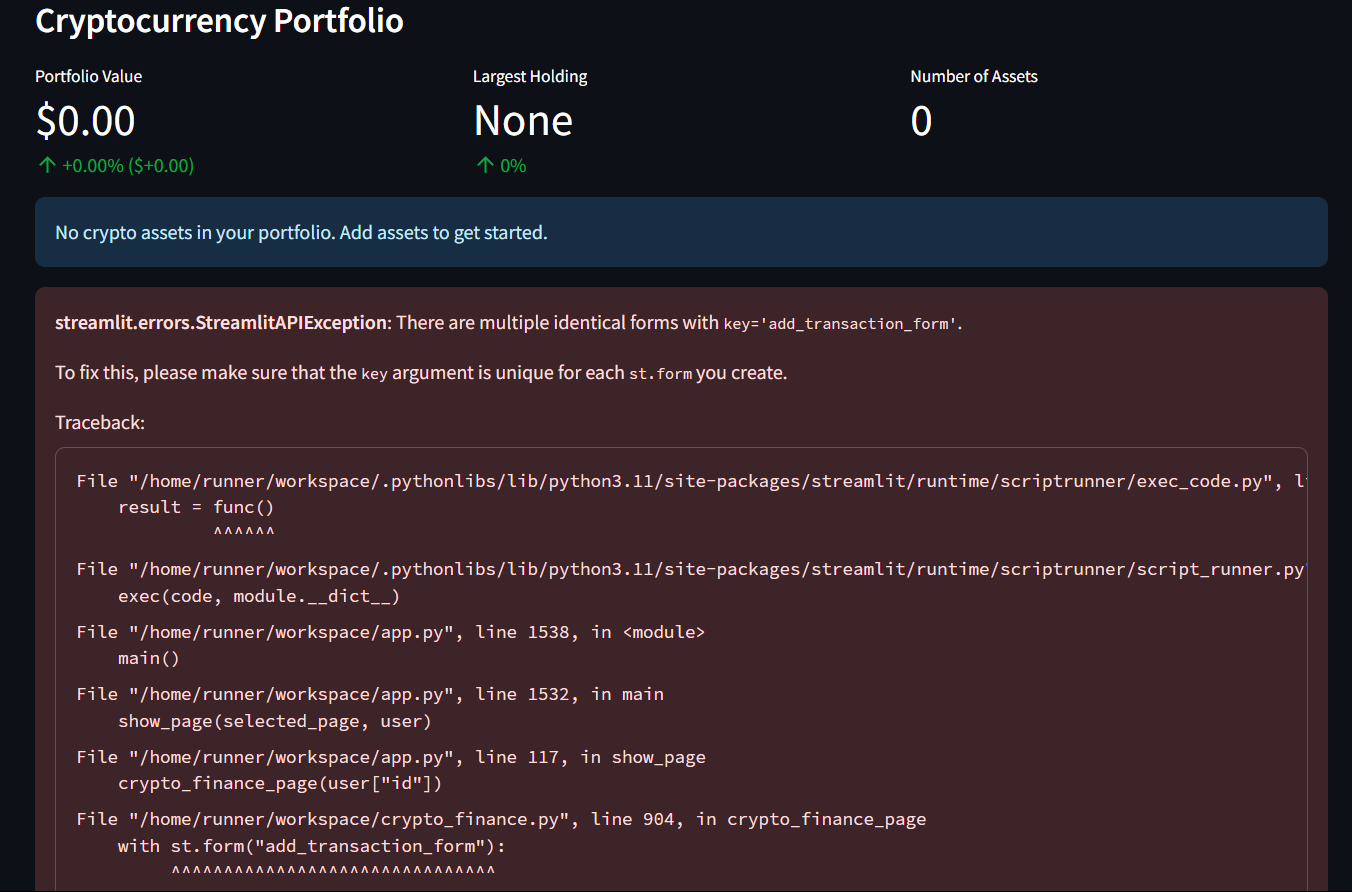 Cryptocurrency Portfolio
Portfolio Value
Largest Holding
Number of Assets
$0.00
None
0
↑ +0.00% ($+0.00)
↑ 0%
No crypto assets in your portfolio. Add assets to get started.
streamlit.errors.StreamlitAPIException: There are multiple identical forms with key='add_transaction_form'.
To fix this, please make sure that the key argument is unique for each st.form you create.
Traceback:
File "/home/runner/workspace/.pythonlibs/lib/python3.11/site-packages/streamlit/runtime/scriptrunner/exec_code.py", li
result = func()
^^^^^^
File "/home/runner/workspace/.pythonlibs/lib/python3.11/site-packages/streamlit/runtime/scriptrunner/script_runner.py"
exec(code, module.__dict__)
File "/home/runner/workspace/app.py", line 1538, in <module>
main()
File "/home/runner/workspace/app.py", line 1532, in main
show_page(selected_page, user)
File "/home/runner/workspace/app.py", line 117, in show_page
crypto_finance_page(user["id"])
File "/home/runner/workspace/crypto_finance.py", line 904, in crypto_finance_page
with st.form("add_transaction_form"):
^^^^^^^^^^^^^^^^^^^^^^^^^^^^^^^